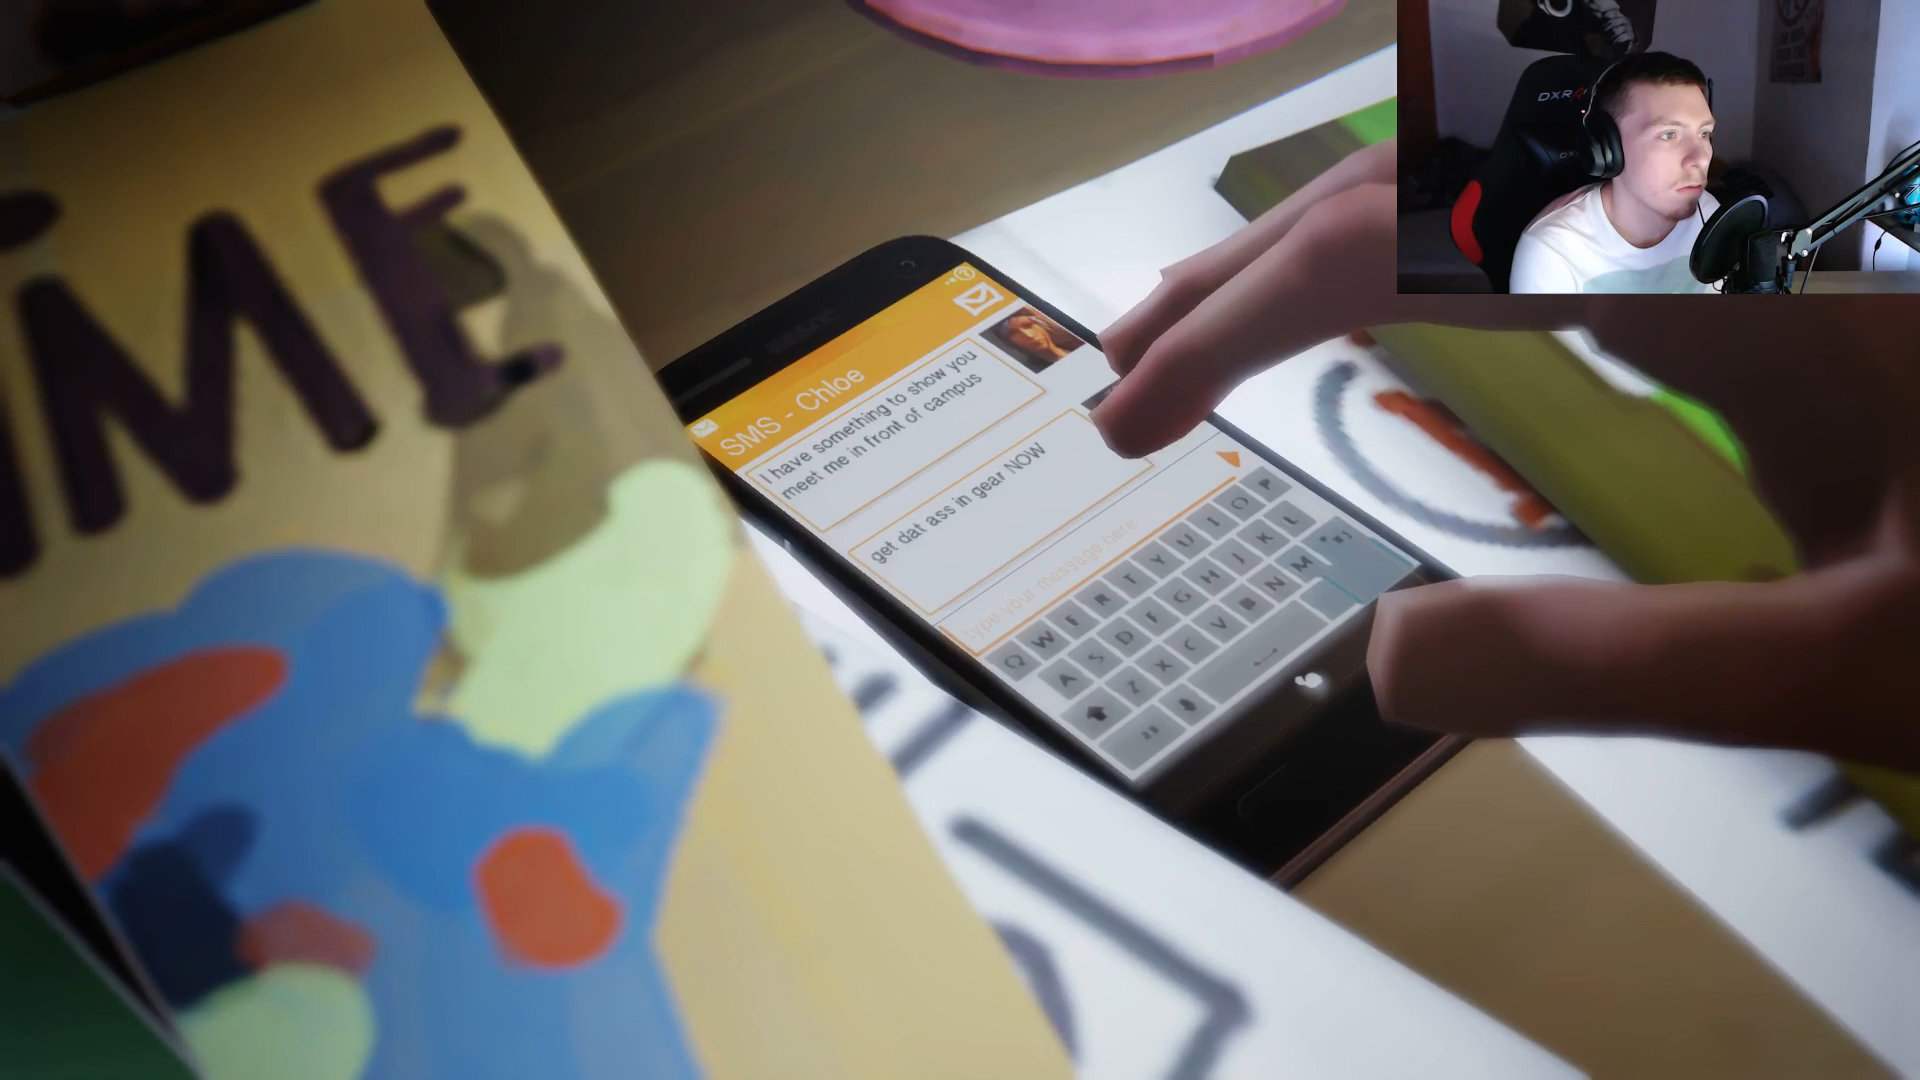 IME
SMS - Chloe
I have something to show you
meet me in front of campus
get dat ass in gear NOW
type your message here
Q W E R T Y U I O P
A S D F G H J K L
Z X C V B N M
DXR